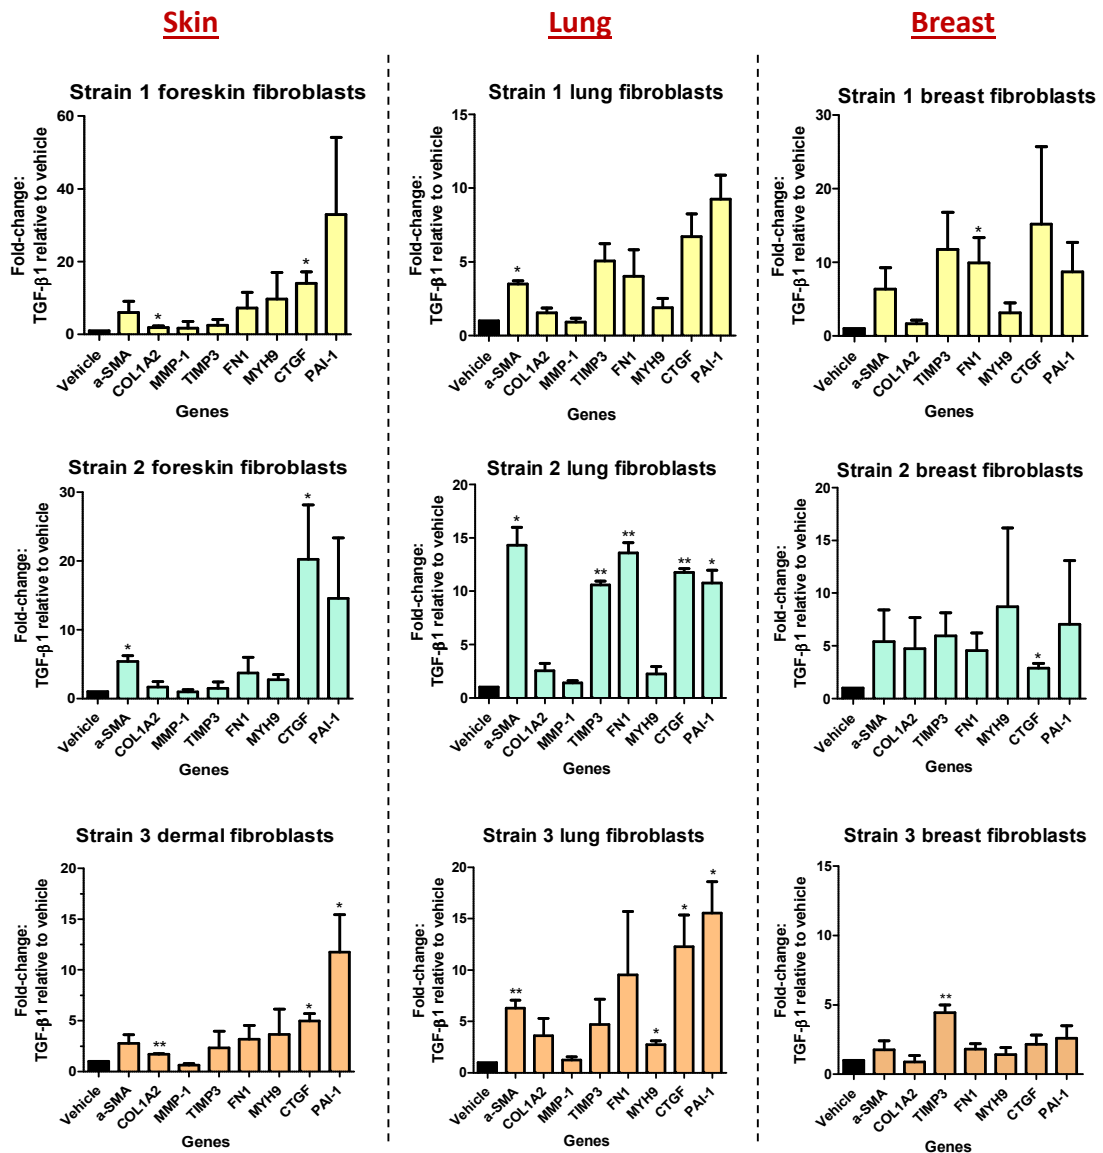 Skin
Lung
Breast
Strain 1 foreskin fibroblasts
Fold-change:
TGF-β1 relative to vehicle
60
40
20
0
*
*
Vehicle
a-SMA
COL1A2
MMP-1
TIMP3
FN1
MYH9
CTGF
PAI-1
Genes
Strain 1 lung fibroblasts
Fold-change:
TGF-β1 relative to vehicle
15
10
5
0
*
Vehicle
a-SMA
COL1A2
MMP-1
TIMP3
FN1
MYH9
CTGF
PAI-1
Genes
Strain 1 breast fibroblasts
Fold-change:
TGF-β1 relative to vehicle
30
20
10
0
*
Vehicle
a-SMA
COL1A2
TIMP3
FN1
MYH9
CTGF
PAI-1
Genes
Strain 2 foreskin fibroblasts
Fold-change:
TGF-β1 relative to vehicle
30
20
10
0
*
*
Vehicle
a-SMA
COL1A2
MMP-1
TIMP3
FN1
MYH9
CTGF
PAI-1
Genes
Strain 2 lung fibroblasts
Fold-change:
TGF-β1 relative to vehicle
20
15
10
5
0
*
**
**
**
*
Vehicle
a-SMA
COL1A2
MMP-1
TIMP3
FN1
MYH9
CTGF
PAI-1
Genes
Strain 2 breast fibroblasts
Fold-change:
TGF-β1 relative to vehicle
20
15
10
5
0
*
Vehicle
a-SMA
COL1A2
TIMP3
FN1
MYH9
CTGF
PAI-1
Genes
Strain 3 dermal fibroblasts
Fold-change:
TGF-β1 relative to vehicle
20
15
10
5
0
**
*
*
Vehicle
a-SMA
COL1A2
MMP-1
TIMP3
FN1
MYH9
CTGF
PAI-1
Genes
Strain 3 lung fibroblasts
Fold-change:
TGF-β1 relative to vehicle
20
15
10
5
0
**
*
*
*
Vehicle
a-SMA
COL1A2
MMP-1
TIMP3
FN1
MYH9
CTGF
PAI-1
Genes
Strain 3 breast fibroblasts
Fold-change:
TGF-β1 relative to vehicle
15
10
5
0
**
Vehicle
a-SMA
COL1A2
TIMP3
FN1
MYH9
CTGF
PAI-1
Genes